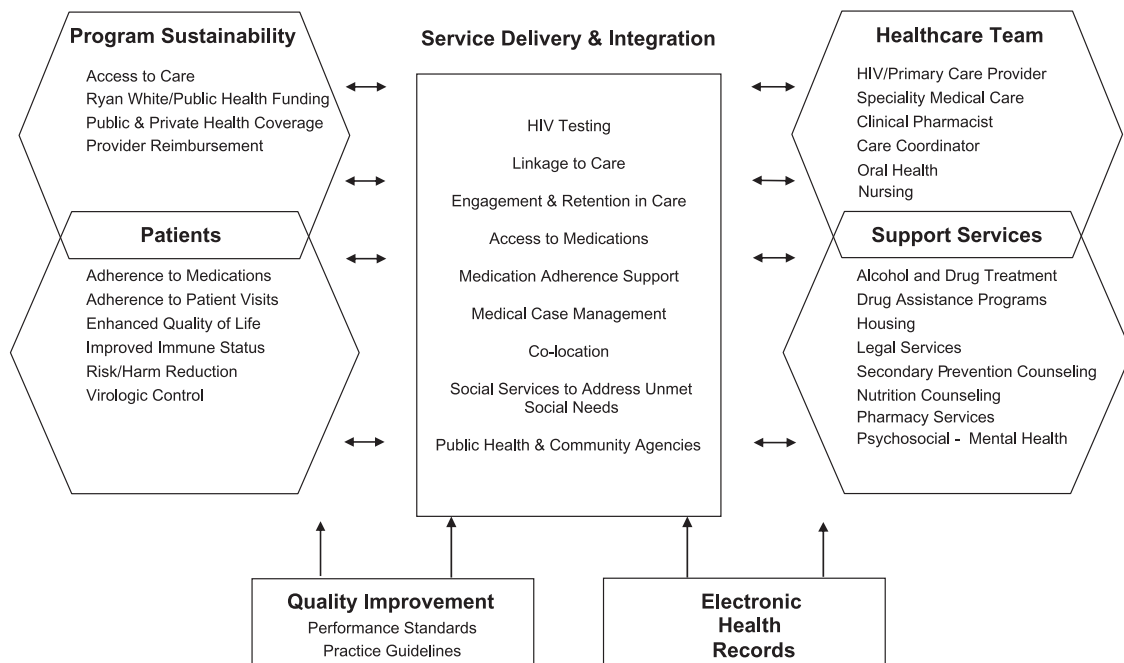 Program Sustainability
Access to Care
Ryan White/Public Health Funding
Public & Private Health Coverage
Provider Reimbursement
Patients
Adherence to Medications
Adherence to Patient Visits
Enhanced Quality of Life
Improved Immune Status
Risk/Harm Reduction
Virologic Control
Service Delivery & Integration
HIV Testing
Linkage to Care
Engagement & Retention in Care
Access to Medications
Medication Adherence Support
Medical Case Management
Co-location
Social Services to Address Unmet
Social Needs
Public Health & Community Agencies
Healthcare Team
HIV/Primary Care Provider
Speciality Medical Care
Clinical Pharmacist
Care Coordinator
Oral Health
Nursing
Support Services
Alcohol and Drug Treatment
Drug Assistance Programs
Housing
Legal Services
Secondary Prevention Counseling
Nutrition Counseling
Pharmacy Services
Psychosocial - Mental Health
Quality Improvement
Performance Standards
Practice Guidelines
Electronic
Health
Records